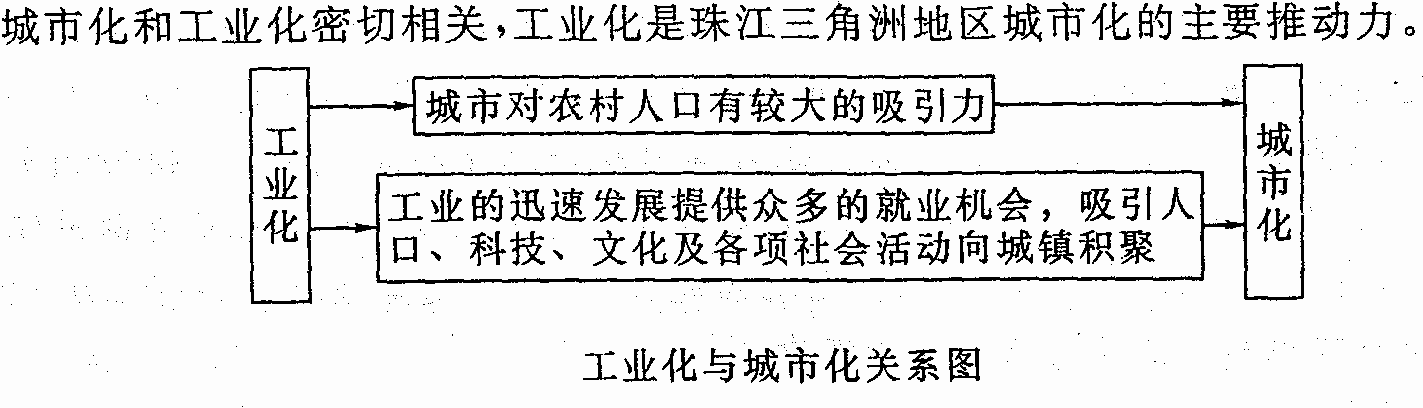 城市化和工业化密切相关,工业化是珠江三角洲地区城市化的主要推动力。
工业化
城市对农村人口有较大的吸引力
工业的迅速发展提供众多的就业机会，吸引人
口、科技、文化及各项社会活动向城镇积聚
城市化
工业化与城市化关系图